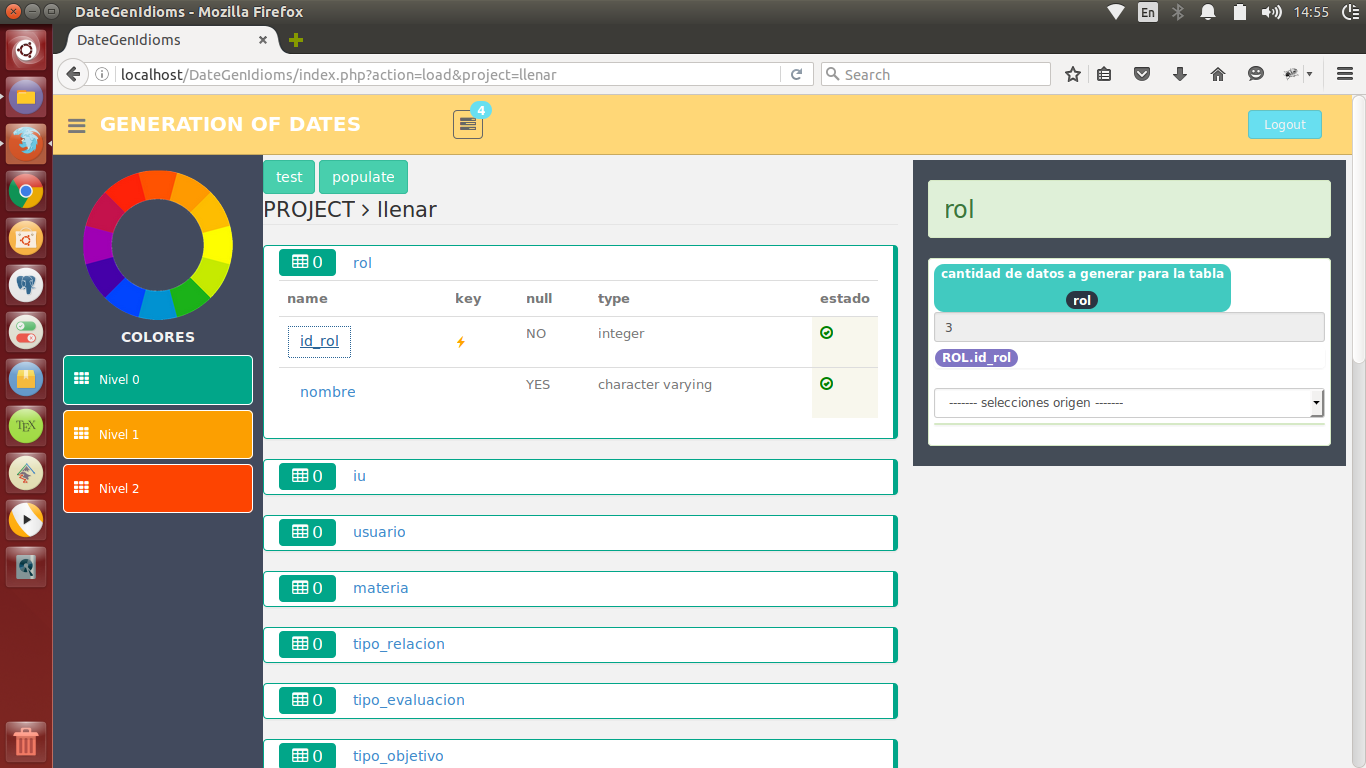 DateGenIdioms - Mozilla Firefox
En
14:55
DateGenIdioms
localhost/DateGenIdioms/index.php?action=load&project=llenar
Search
GENERATION OF DATES
4
Logout
COLORES
Nivel 0
Nivel 1
Nivel 2
test
populate
PROJECT > llenar
0 rol
name key null type estado
id_rol NO integer
nombre YES character varying
0 iu
0 usuario
0 materia
0 tipo_relacion
0 tipo_evaluacion
0 tipo_objetivo
rol
cantidad de datos a generar para la tabla
rol
3
ROL.id_rol
------- selecciones origen -------
TEX